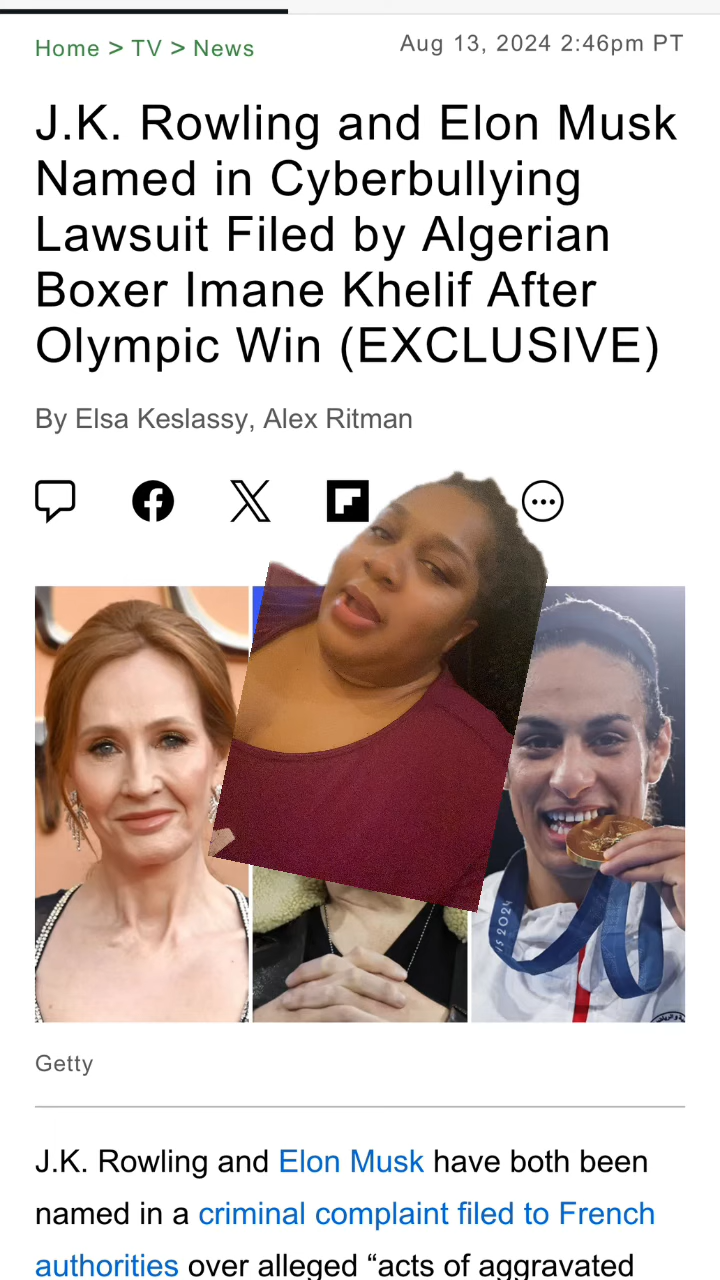 Home > TV > News
Aug 13, 2024 2:46pm PT
J.K. Rowling and Elon Musk
Named in Cyberbullying
Lawsuit Filed by Algerian
Boxer Imane Khelif After
Olympic Win (EXCLUSIVE)
By Elsa Keslassy, Alex Ritman
S 2024
Getty
J.K. Rowling and Elon Musk have both been
named in a criminal complaint filed to French
authorities over alleged “acts of aggravated